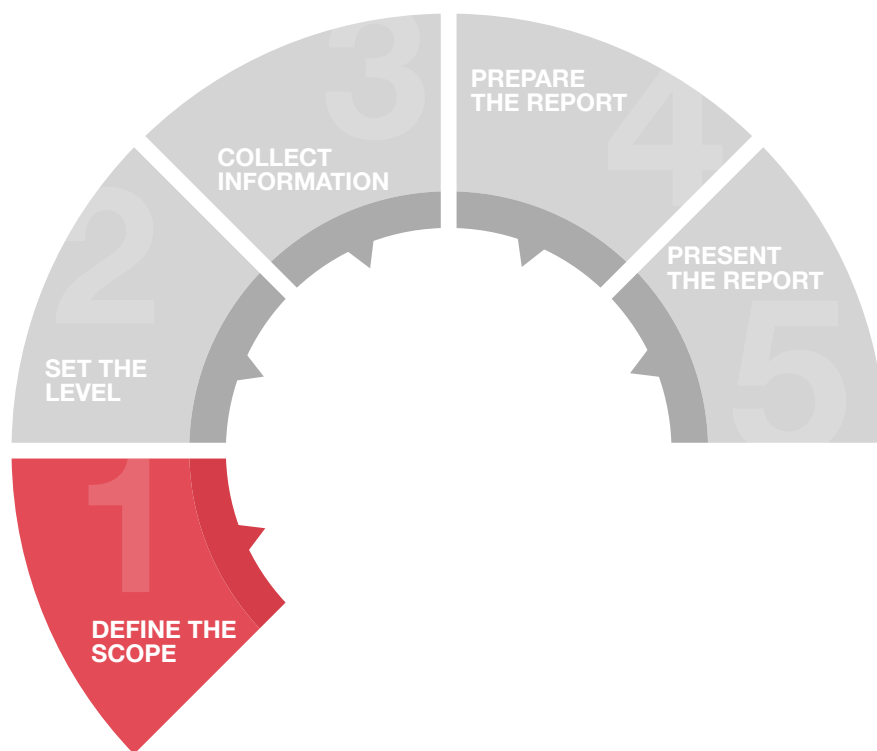 1
DEFINE THE
SCOPE
2
SET THE
LEVEL
3
COLLECT
INFORMATION
4
PREPARE
THE REPORT
5
PRESENT
THE REPORT